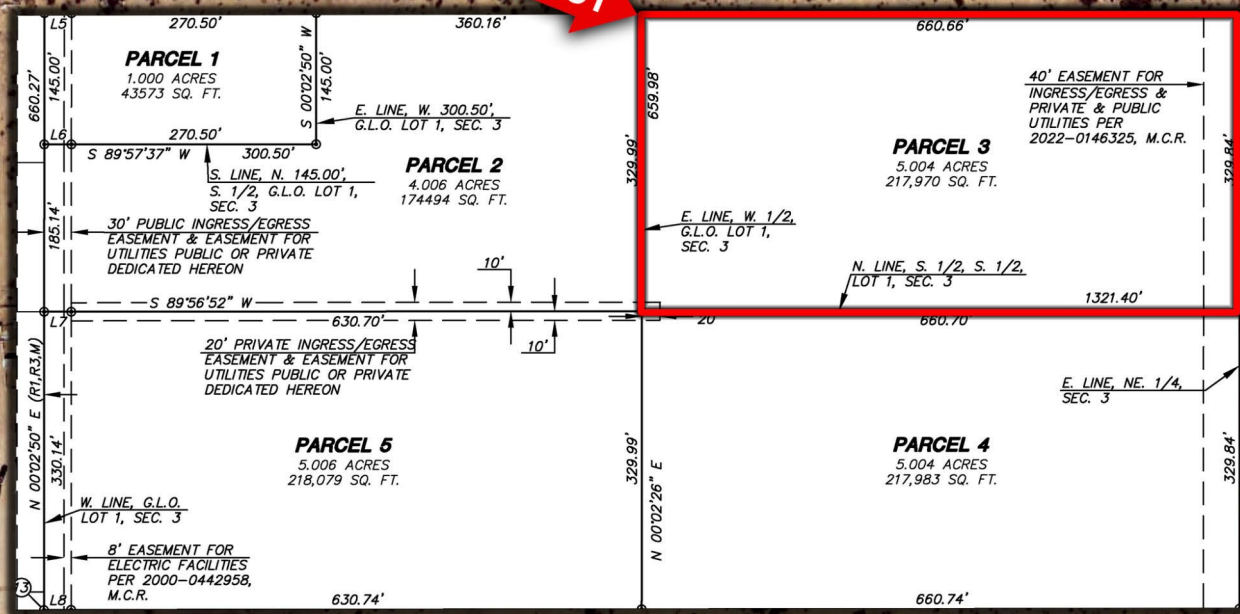 L5
270.50'
360.16'
660.66'
PARCEL 1
1.000 ACRES
43573 SQ. FT.
660.27'
145.00'
S 00°02'50" W
145.00'
E. LINE, W. 300.50',
G.L.O. LOT 1, SEC. 3
L6
270.50'
S 89°57'37" W
300.50'
S. LINE, N. 145.00',
S. 1/2, G.L.O. LOT 1,
SEC. 3
PARCEL 2
4.006 ACRES
174494 SQ. FT.
329.99'
659.98'
40' EASEMENT FOR
INGRESS/EGRESS &
PRIVATE & PUBLIC
UTILITIES PER
2022-0146325, M.C.R.
PARCEL 3
5.004 ACRES
217,970 SQ. FT.
329.84'
185.14'
30' PUBLIC INGRESS/EGRESS
EASEMENT & EASEMENT FOR
UTILITIES PUBLIC OR PRIVATE
DEDICATED HEREON
E. LINE, W. 1/2,
G.L.O. LOT 1,
SEC. 3
N. LINE, S. 1/2, S. 1/2,
LOT 1, SEC. 3
10'
S 89°56'52" W
1321.40'
L7
630.70'
20'
660.70'
20' PRIVATE INGRESS/EGRESS
EASEMENT & EASEMENT FOR
UTILITIES PUBLIC OR PRIVATE
DEDICATED HEREON
10'
E. LINE, NE. 1/4,
SEC. 3
N 00°02'50" E (R1,R3,M)
330.14'
PARCEL 5
5.006 ACRES
218,079 SQ. FT.
329.99'
N 00°02'26" E
PARCEL 4
5.004 ACRES
217,983 SQ. FT.
329.84'
W. LINE, G.L.O.
LOT 1, SEC. 3
8' EASEMENT FOR
ELECTRIC FACILITIES
PER 2000-0442958,
M.C.R.
13
L8
630.74'
660.74'